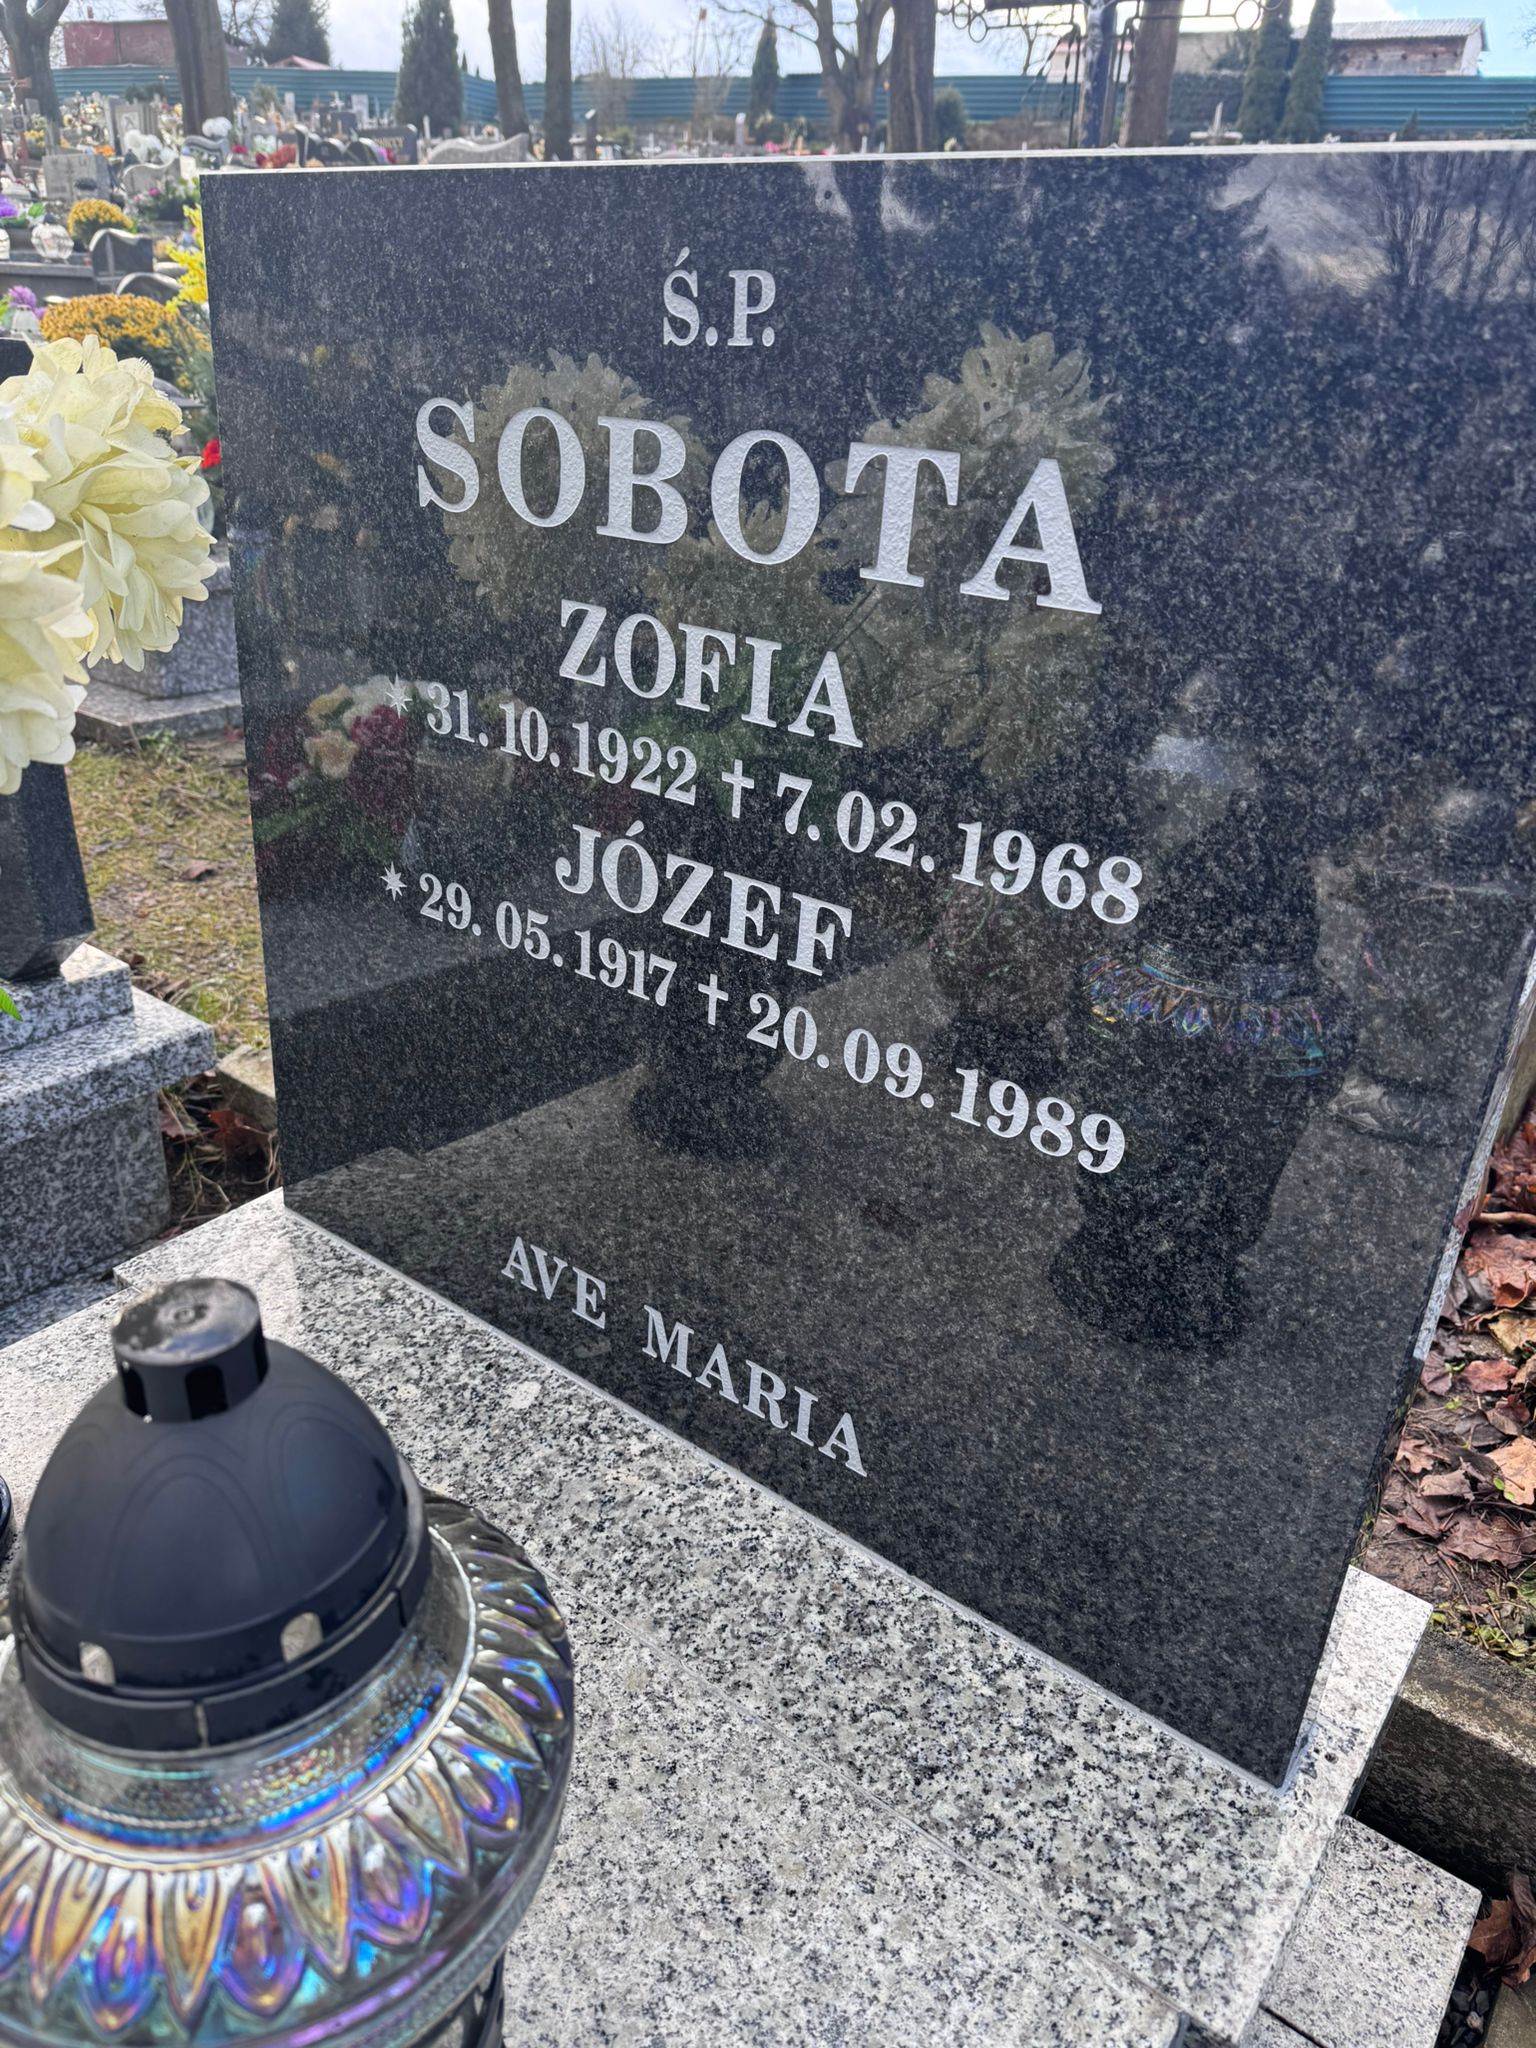 Ś.P.
SOBOTA
ZOFIA
* 31.10.1922 † 7.02.1968
JÓZEF
* 29.05.1917 † 20.09.1989
AVE MARIA